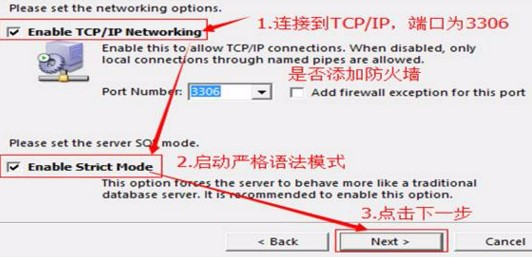 Please set the networking options.
Enable TCP/IP Networking
1.连接到TCP/IP，端口为3306
Enable this to allow TCP/IP connections. When disabled, only
local connections through named pipes are allowed.
是否添加防火墙
Port Number: 3306
Add firewall exception for this port
Please set the server SQL mode.
Enable Strict Mode
2.启动严格语法模式
This option forces the server to behave more like a traditional
database server. It is recommended to enable this option.
3.点击下一步
< Back
Next >
Cancel